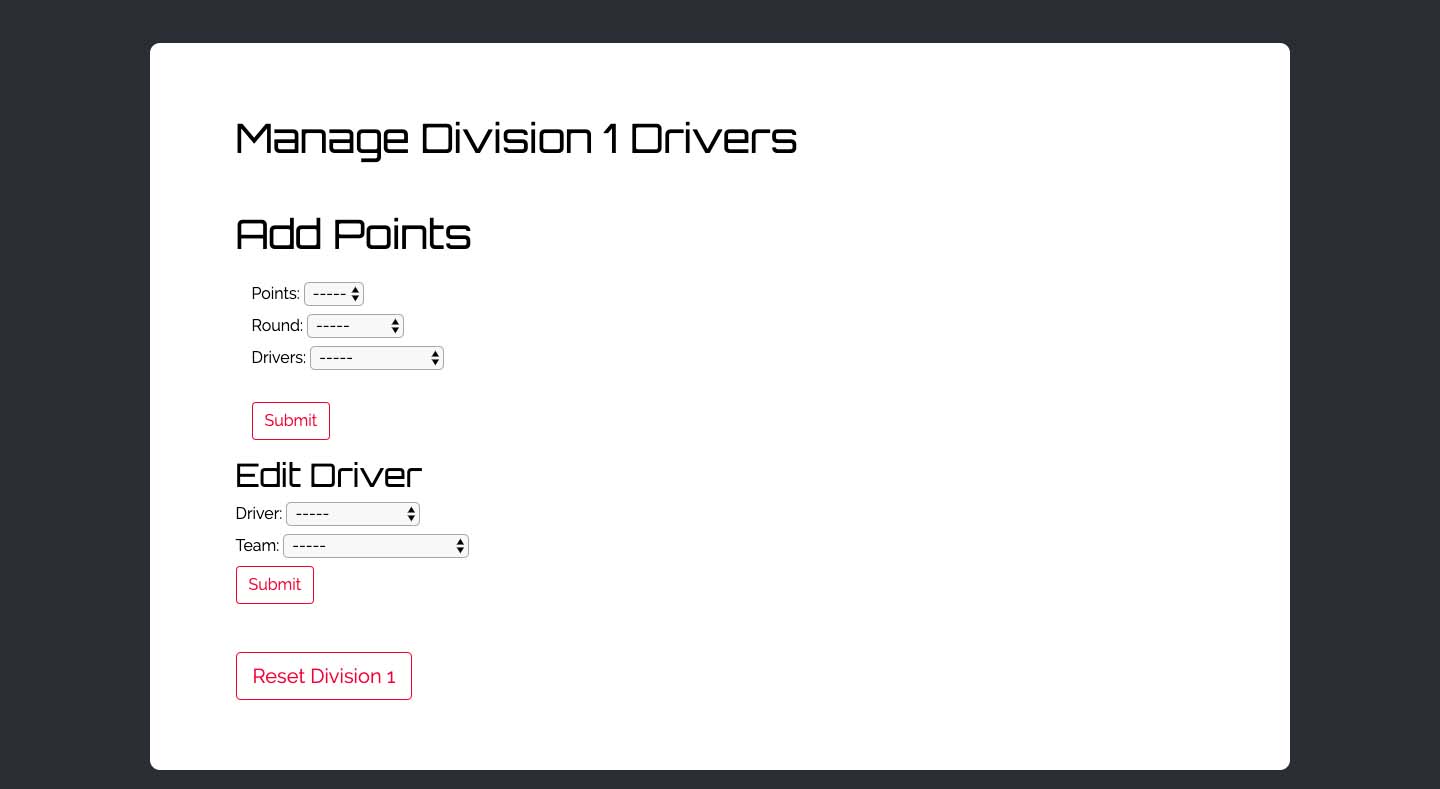 Manage Division 1 Drivers
Add Points
Points: -----
Round: -----
Drivers: -----
Submit
Edit Driver
Driver: -----
Team: -----
Submit
Reset Division 1